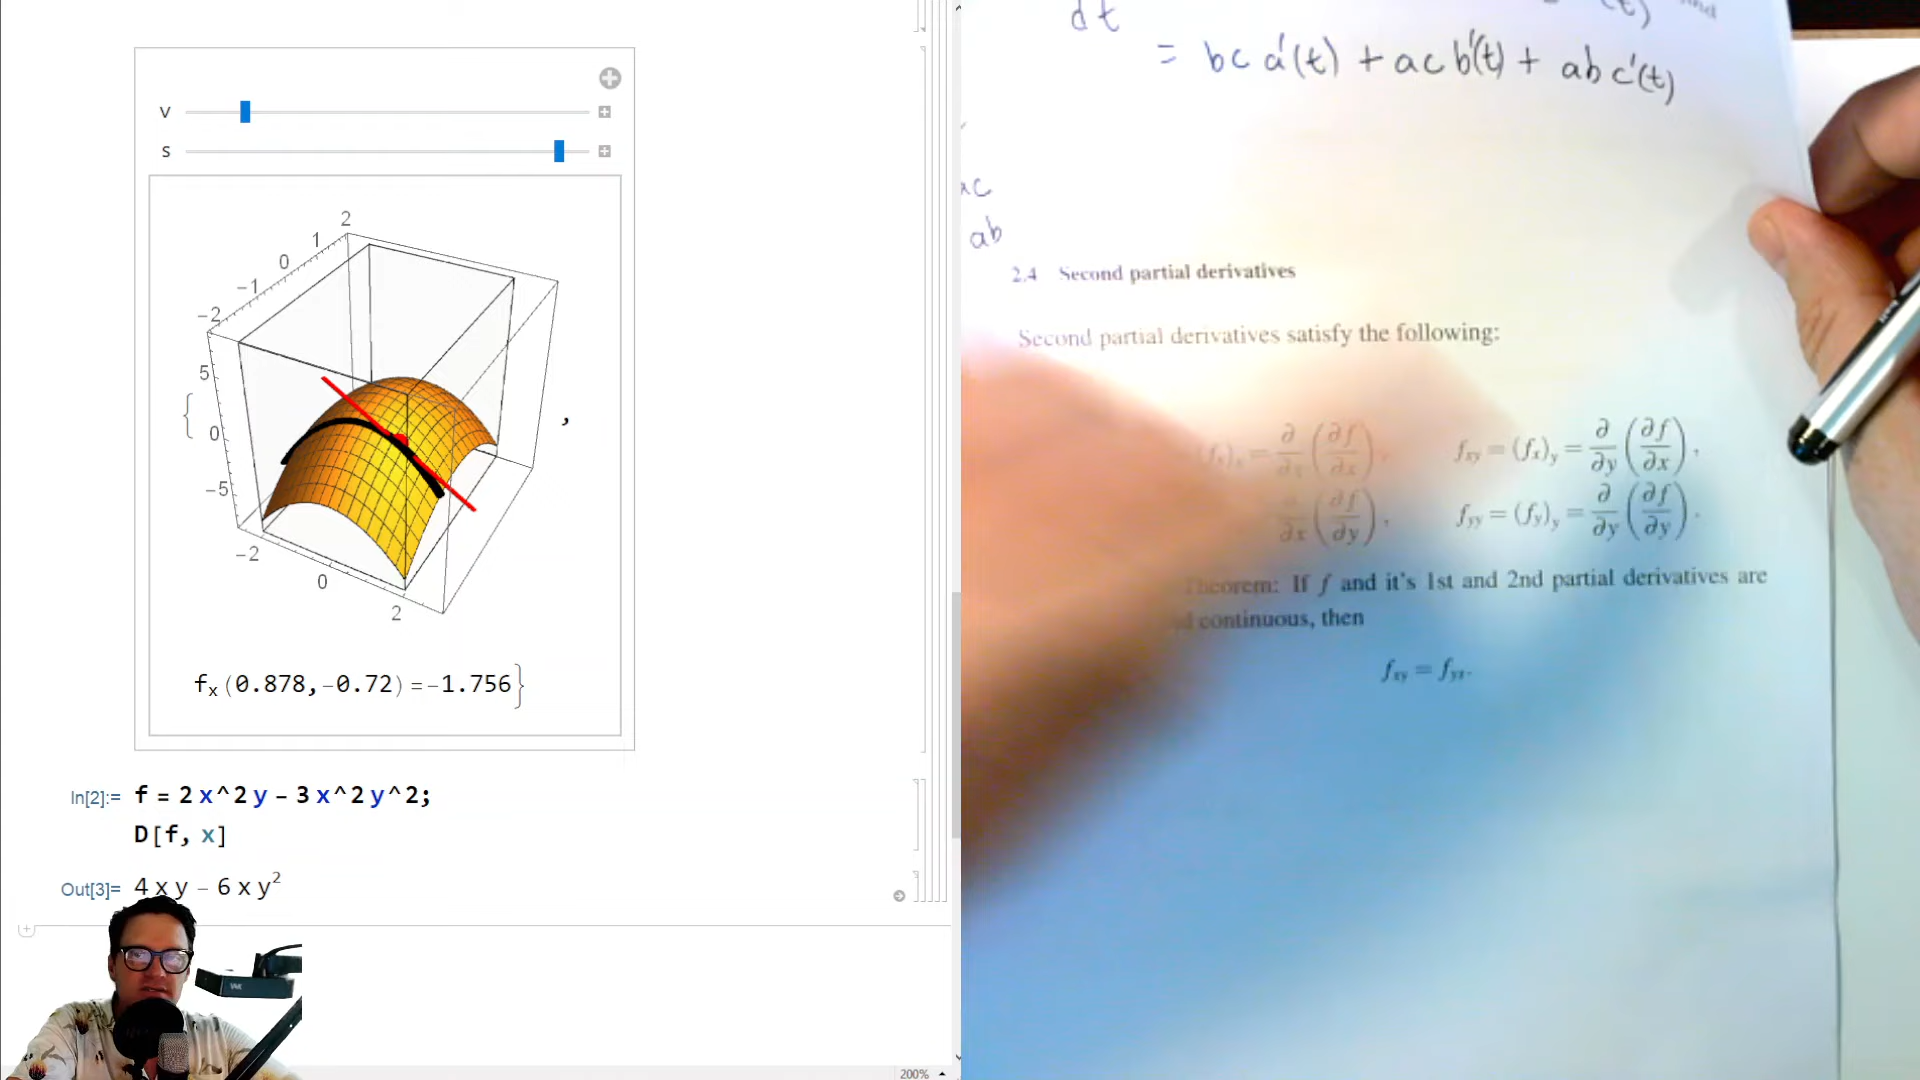 v
s
2
1
0
-1
-2
5
0
-5
-2
0
2
{
,
fx(0.878,-0.72)=-1.756}
In[2]:= f = 2 x^2 y - 3 x^2 y^2;
D[f, x]
Out[3]= 4 x y - 6 x y²
200%
dt
(t)
= bc a'(t) + ac b'(t) + ab c'(t)
ac
ab
2.4 Second partial derivatives
Second partial derivatives satisfy the following:
(fx)x = ∂/∂x (∂f/∂x), fxy = (fx)y = ∂/∂y (∂f/∂x),
∂/∂x (∂f/∂y), fyy = (fy)y = ∂/∂y (∂f/∂y).
Theorem: If f and it's 1st and 2nd partial derivatives are
continuous, then
fxy = fyx.